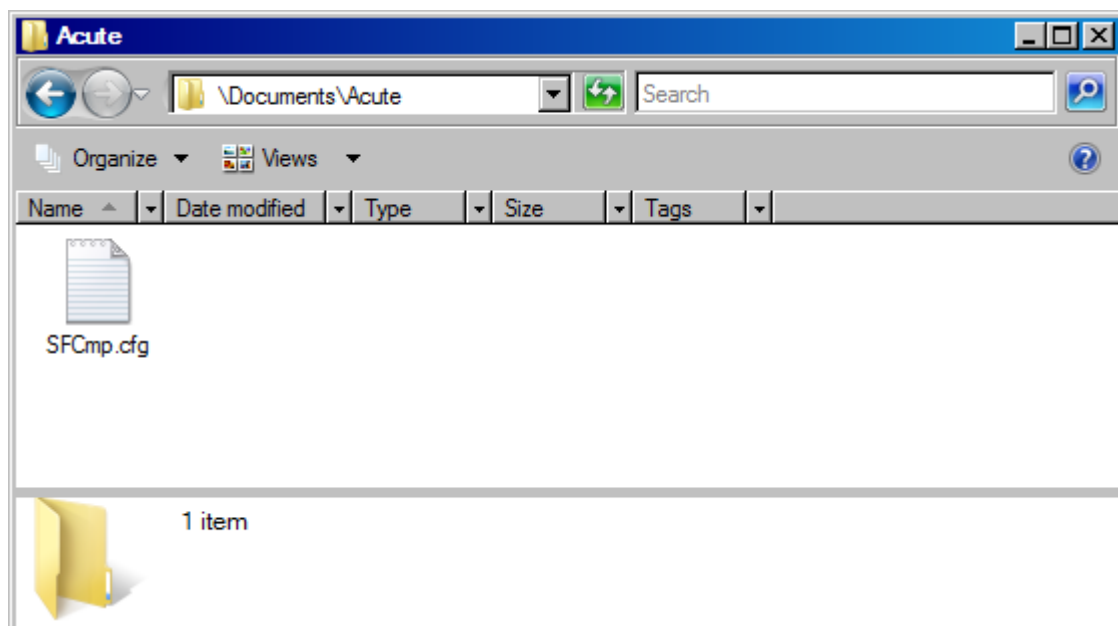 Acute
\Documents\Acute Search
Organize Views
Name Date modified Type Size Tags
SFCmp.cfg
1 item